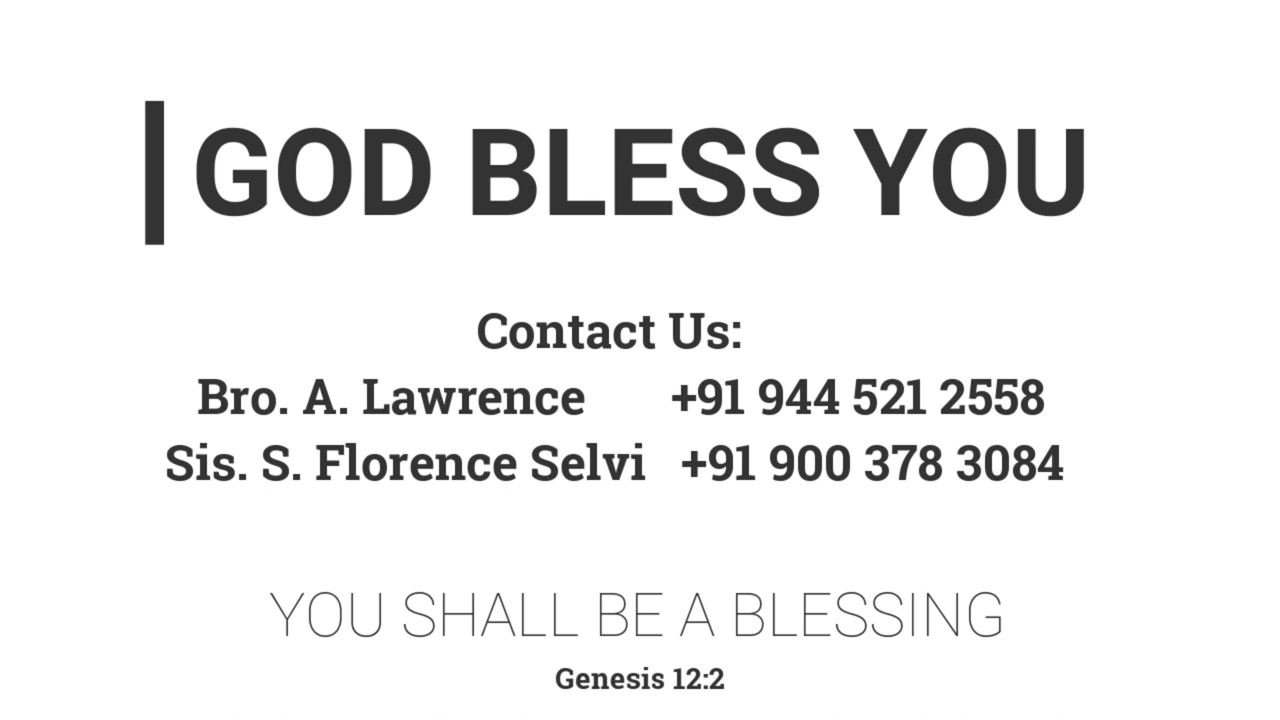 GOD BLESS YOU
Contact Us:
Bro. A. Lawrence +91 944 521 2558
Sis. S. Florence Selvi +91 900 378 3084
YOU SHALL BE A BLESSING
Genesis 12:2